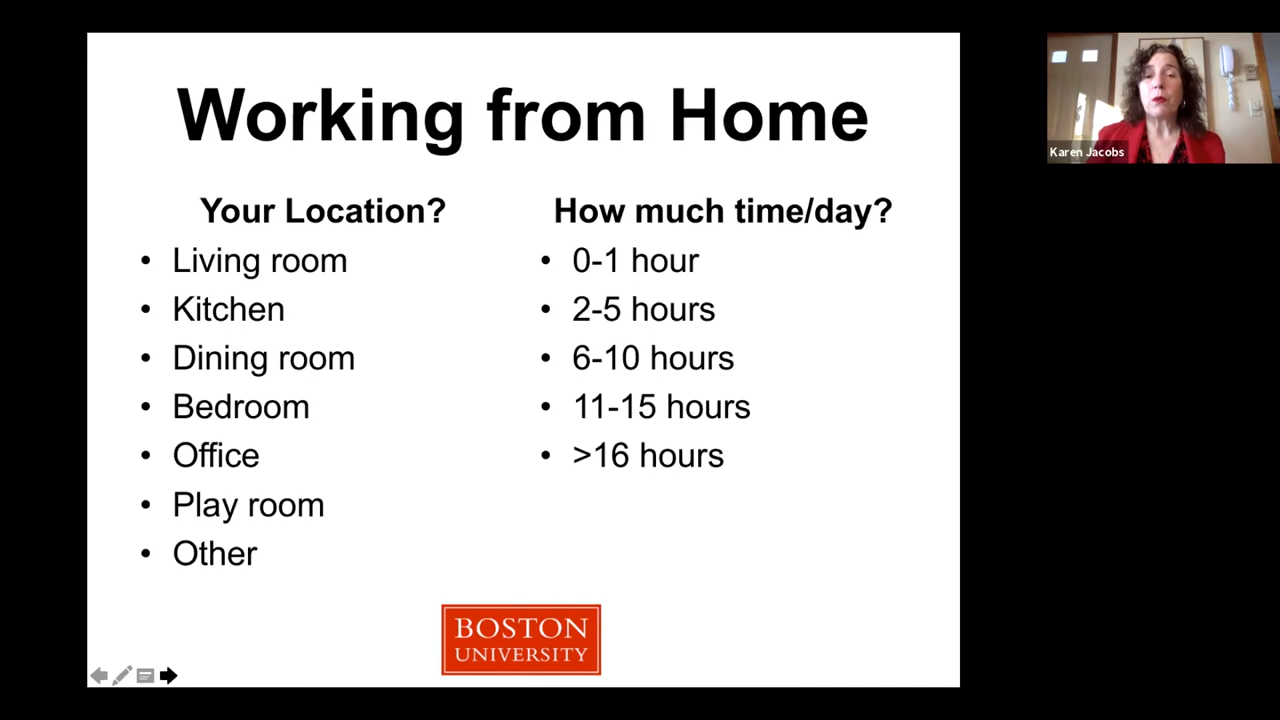 Working from Home
Your Location?
Living room
Kitchen
Dining room
Bedroom
Office
Play room
Other
How much time/day?
0-1 hour
2-5 hours
6-10 hours
11-15 hours
>16 hours
BOSTON
UNIVERSITY
Karen Jacobs